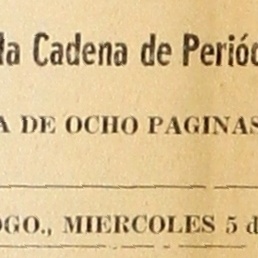 la Cadena de Perió
A DE OCHO PAGINAS
OGO., MIERCOLES 5 d